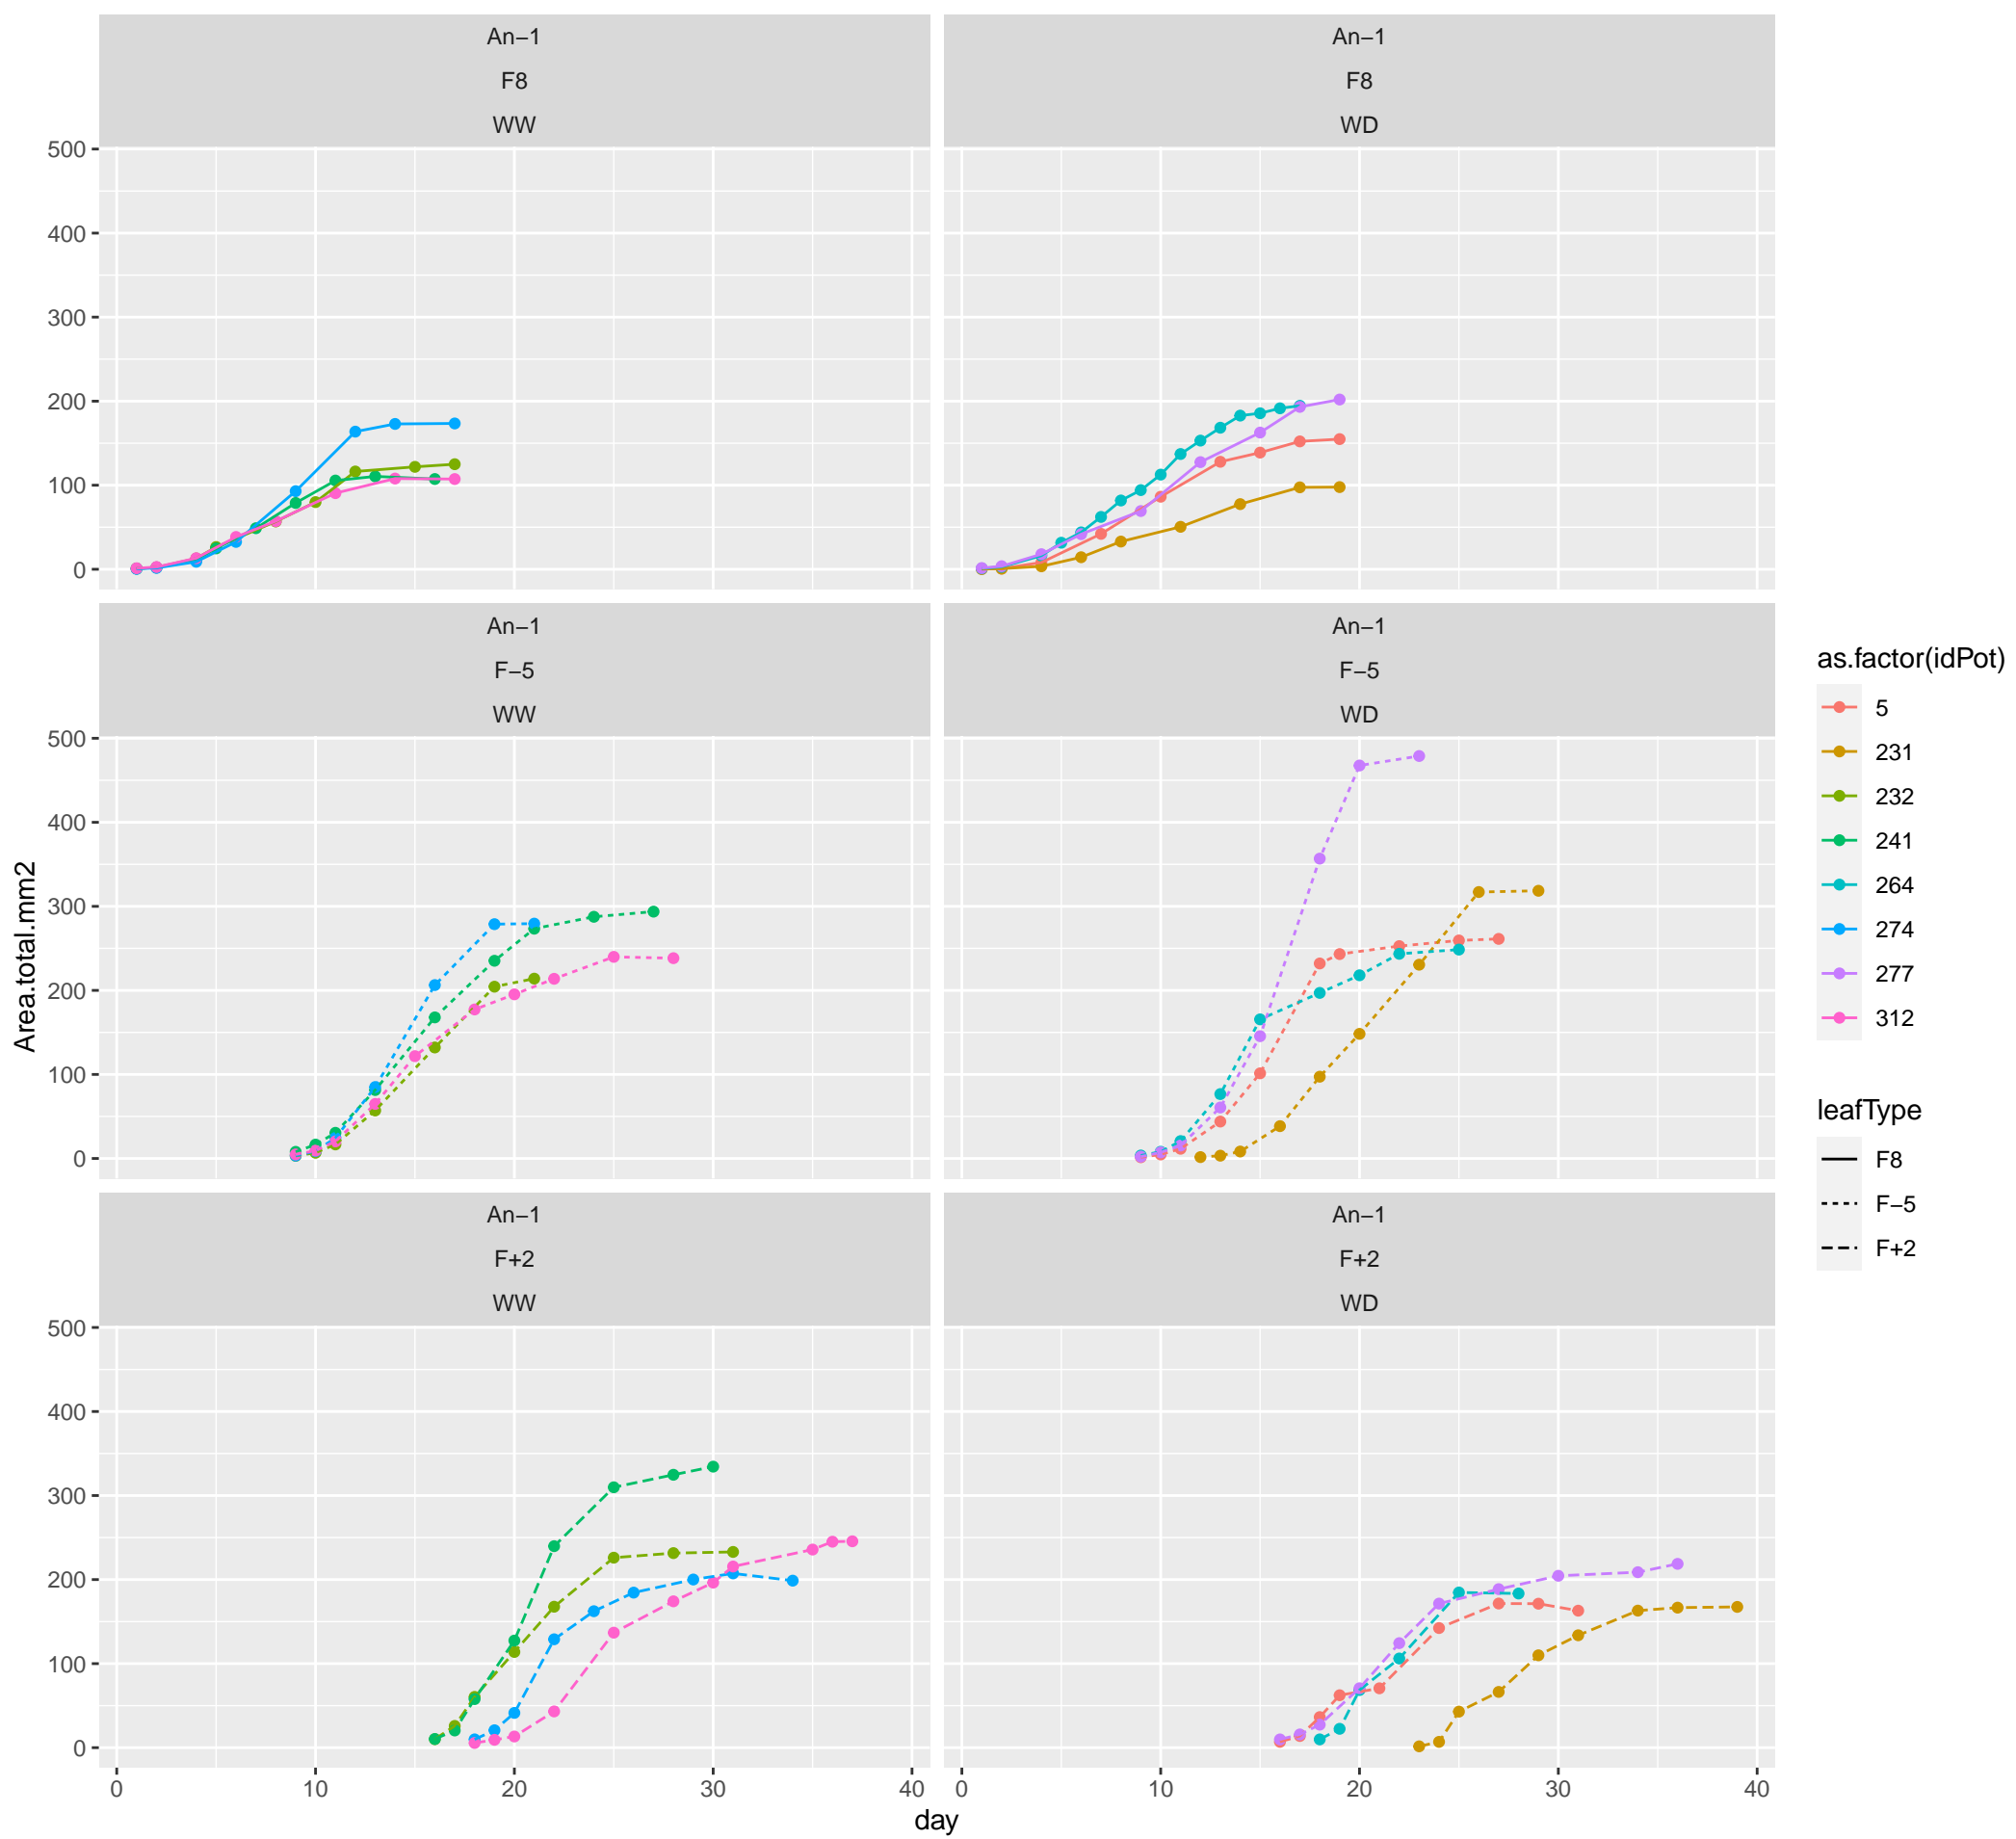 An−1
F8
WW
An−1
F8
WD
500
400
300
200
100
0
An−1
F−5
WW
An−1
F−5
WD
500
400
300
200
100
0
An−1
F+2
WW
An−1
F+2
WD
500
400
300
200
100
0
0 10 20 30 40
0 10 20 30 40
day
Area.total.mm2
as.factor(idPot)
5
231
232
241
264
274
277
312
leafType
F8
F−5
F+2